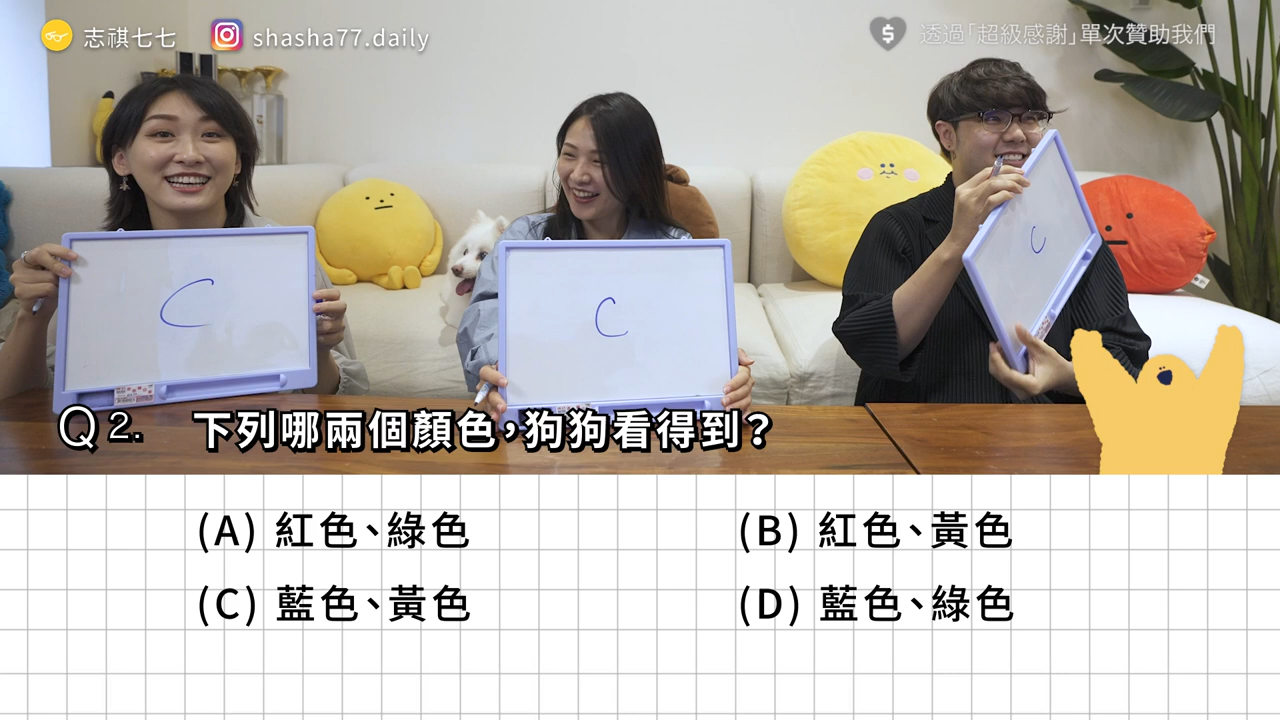 志祺七七
shasha77.daily
透過「超級感謝」單次贊助我們
C
C
C
Q2. 下列哪兩個顏色，狗狗看得到？
(A) 紅色、綠色
(B) 紅色、黃色
(C) 藍色、黃色
(D) 藍色、綠色